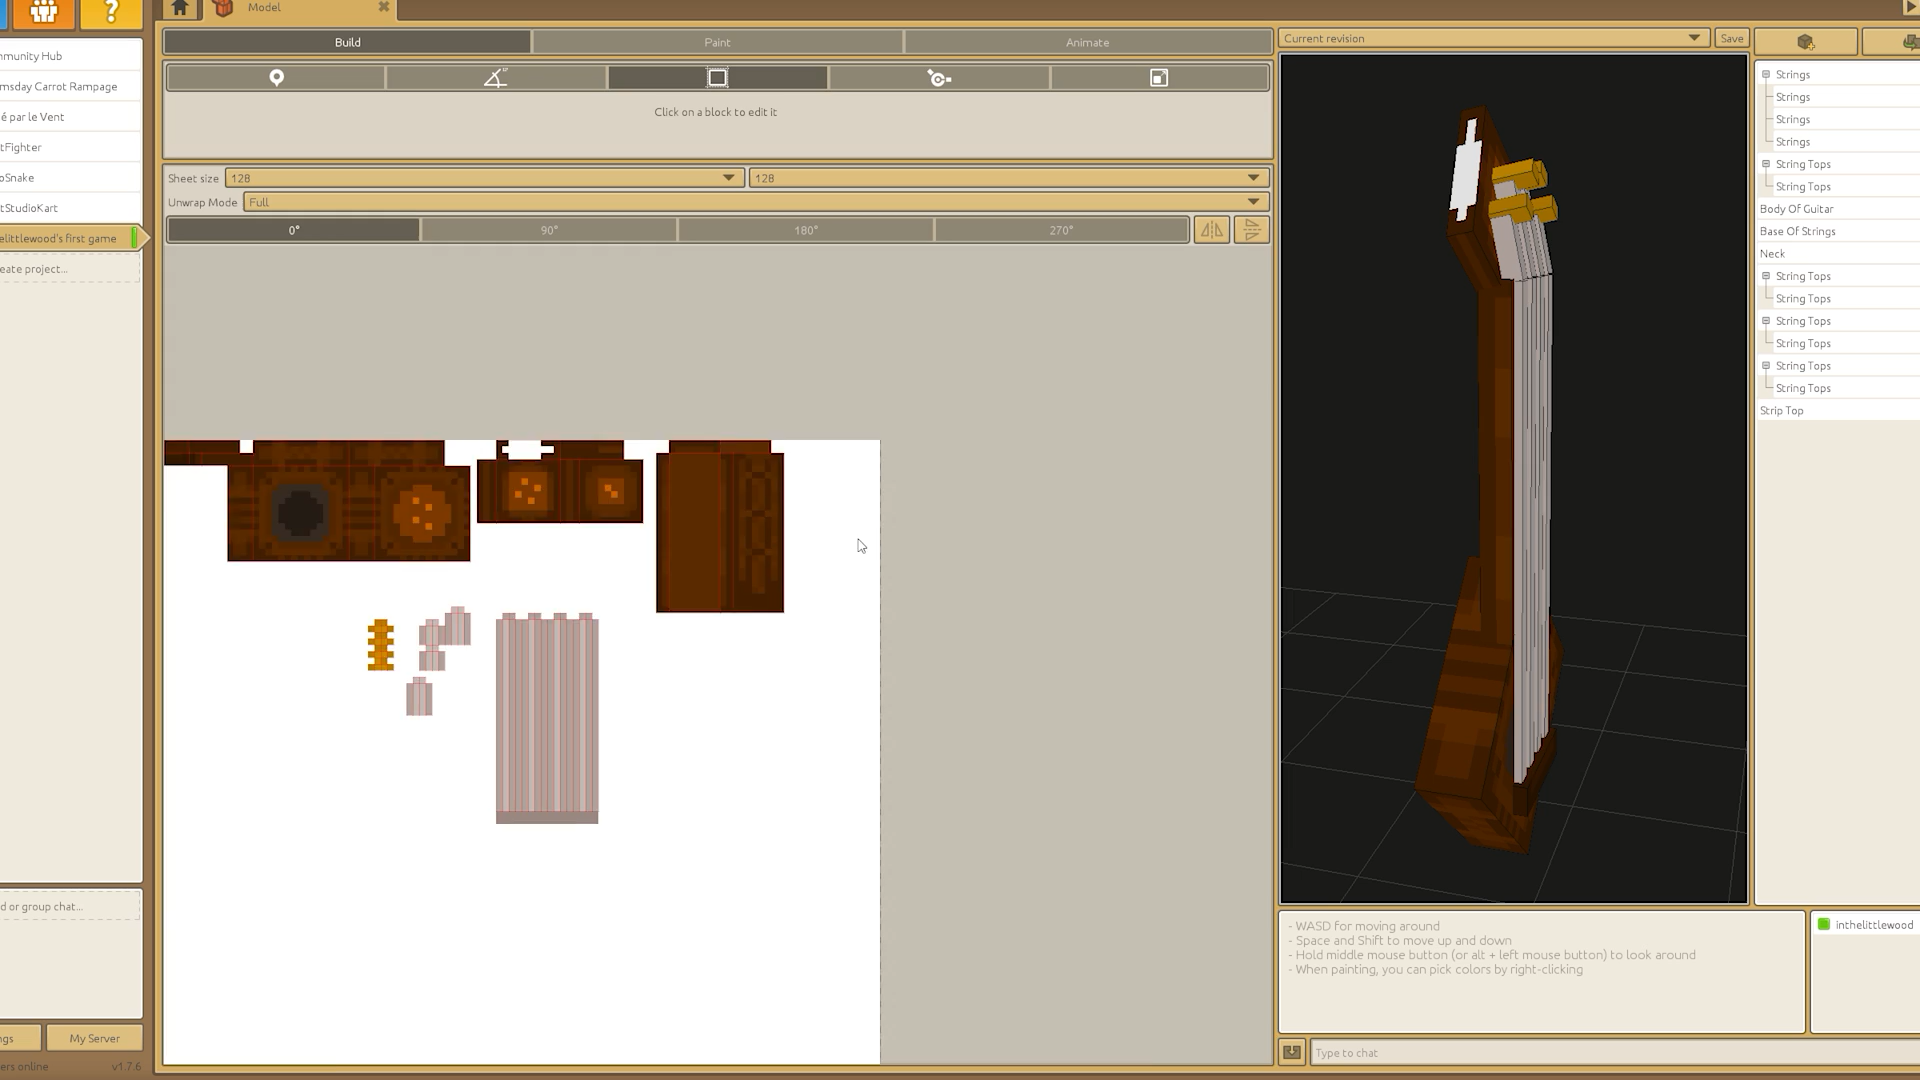 Model
mmunity Hub
msday Carrot Rampage
é par le Vent
tFighter
oSnake
tStudioKart
elittlewood's first game
eate project...
d or group chat...
ngs
My Server
ers online
v1.7.6
Build
Paint
Animate
Click on a block to edit it
Sheet size
128
128
Unwrap Mode
Full
0°
90°
180°
270°
Current revision
Save
Strings
Strings
Strings
Strings
String Tops
String Tops
Body Of Guitar
Base Of Strings
Neck
String Tops
String Tops
String Tops
String Tops
String Tops
String Tops
Strip Top
- WASD for moving around
- Space and Shift to move up and down
- Hold middle mouse button (or alt + left mouse button) to look around
- When painting, you can pick colors by right-clicking
inthelittlewood
Type to chat